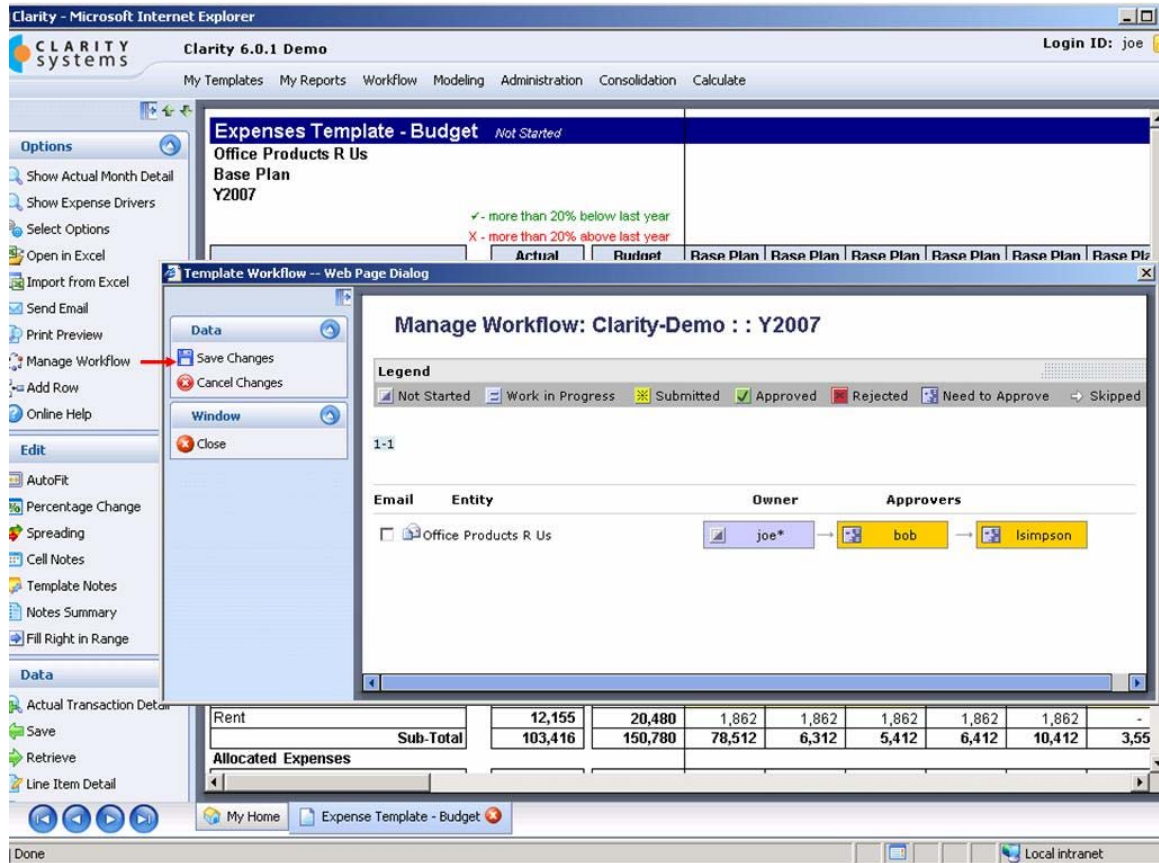 Clarity - Microsoft Internet Explorer
CLARITY systems
Clarity 6.0.1 Demo
Login ID: joe
My Templates My Reports Workflow Modeling Administration Consolidation Calculate
Options
Show Actual Month Detail
Show Expense Drivers
Select Options
Open in Excel
Import from Excel
Send Email
Print Preview
Manage Workflow
Add Row
Online Help
Edit
AutoFit
Percentage Change
Spreading
Cell Notes
Template Notes
Notes Summary
Fill Right in Range
Data
Actual Transaction Detail
Save
Retrieve
Line Item Detail
Expenses Template - Budget Not Started
Office Products R Us
Base Plan
Y2007
✓ - more than 20% below last year
X - more than 20% above last year
Actual Budget Base Plan Base Plan Base Plan Base Plan Base Plan Base Pla
Template Workflow -- Web Page Dialog
Data
Save Changes
Cancel Changes
Window
Close
Manage Workflow: Clarity-Demo : : Y2007
Legend
Not Started Work in Progress Submitted Approved Rejected Need to Approve Skipped
1-1
Email Entity Owner Approvers
Office Products R Us joe* bob lsimpson
Rent 12,155 20,480 1,862 1,862 1,862 1,862 1,862 -
Sub-Total 103,416 150,780 78,512 6,312 5,412 6,412 10,412 3,55
Allocated Expenses
My Home Expense Template - Budget
Done Local intranet